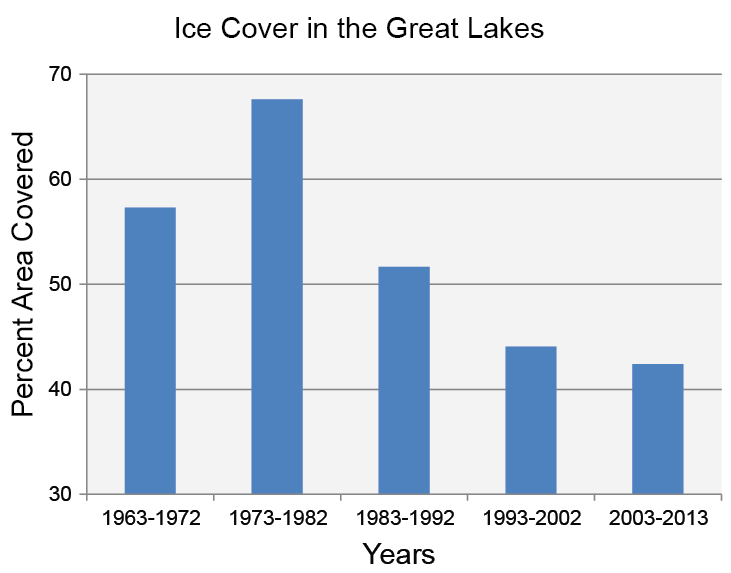 Ice Cover in the Great Lakes
Percent Area Covered
70
60
50
40
30
1963-1972 1973-1982 1983-1992 1993-2002 2003-2013
Years